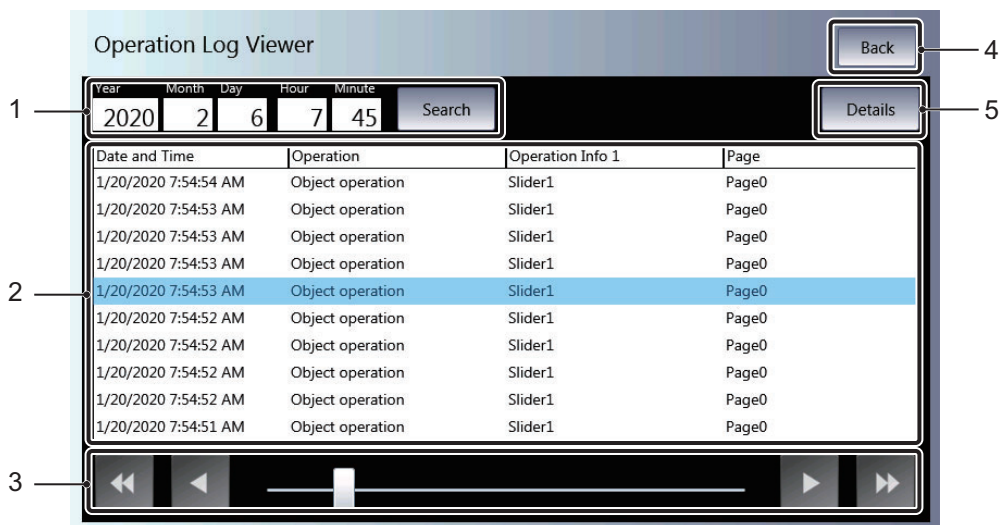 Operation Log Viewer
Back
4
Year Month Day Hour Minute
1
2020 2 6 7 45 Search
Details
5
Date and Time Operation Operation Info 1 Page
1/20/2020 7:54:54 AM Object operation Slider1 Page0
1/20/2020 7:54:53 AM Object operation Slider1 Page0
1/20/2020 7:54:53 AM Object operation Slider1 Page0
1/20/2020 7:54:53 AM Object operation Slider1 Page0
2
1/20/2020 7:54:53 AM Object operation Slider1 Page0
1/20/2020 7:54:52 AM Object operation Slider1 Page0
1/20/2020 7:54:52 AM Object operation Slider1 Page0
1/20/2020 7:54:52 AM Object operation Slider1 Page0
1/20/2020 7:54:52 AM Object operation Slider1 Page0
1/20/2020 7:54:51 AM Object operation Slider1 Page0
3